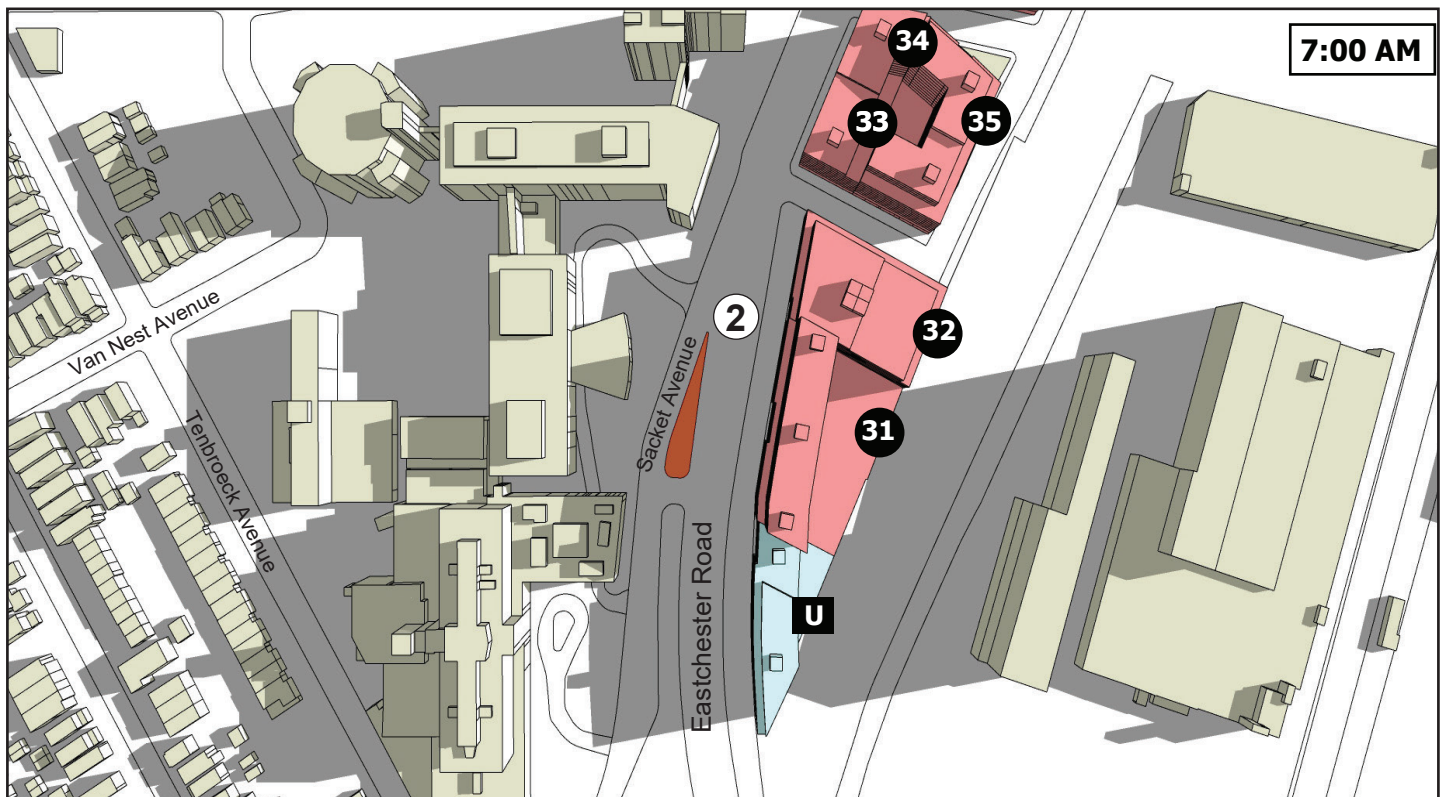 7:00 AM
34
33
35
Van Nest Avenue
2
32
Sacket Avenue
31
Tenbroeck Avenue
Eastchester Road
U